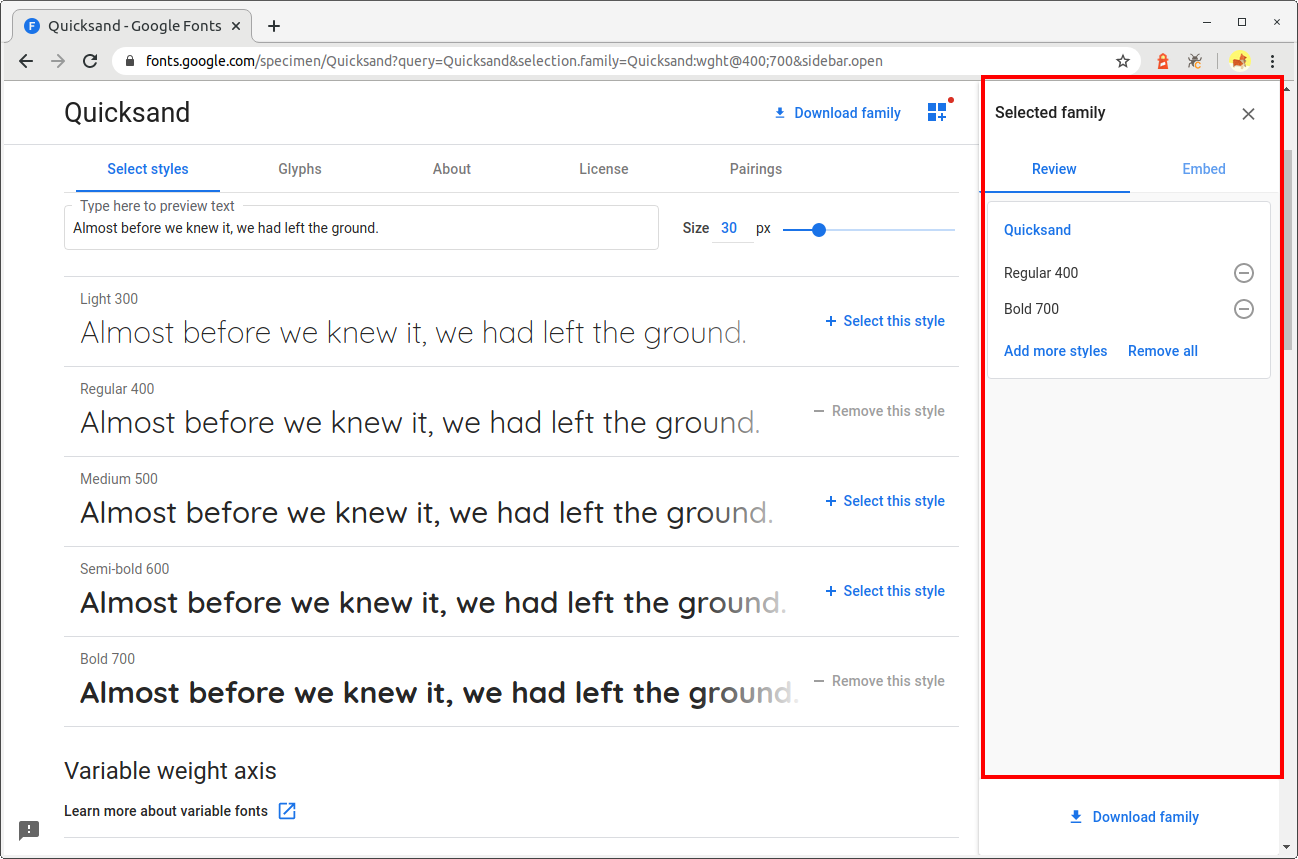 Quicksand - Google Fonts
fonts.google.com/specimen/Quicksand?query=Quicksand&selection.family=Quicksand:wght@400;700&sidebar.open
Quicksand
Download family
Select styles Glyphs About License Pairings
Type here to preview text
Almost before we knew it, we had left the ground.
Size 30 px
Light 300
Almost before we knew it, we had left the ground.
+ Select this style
Regular 400
Almost before we knew it, we had left the ground.
— Remove this style
Medium 500
Almost before we knew it, we had left the ground.
+ Select this style
Semi-bold 600
Almost before we knew it, we had left the ground.
+ Select this style
Bold 700
Almost before we knew it, we had left the ground.
— Remove this style
Variable weight axis
Learn more about variable fonts
Selected family
Review Embed
Quicksand
Regular 400
Bold 700
Add more styles Remove all
Download family